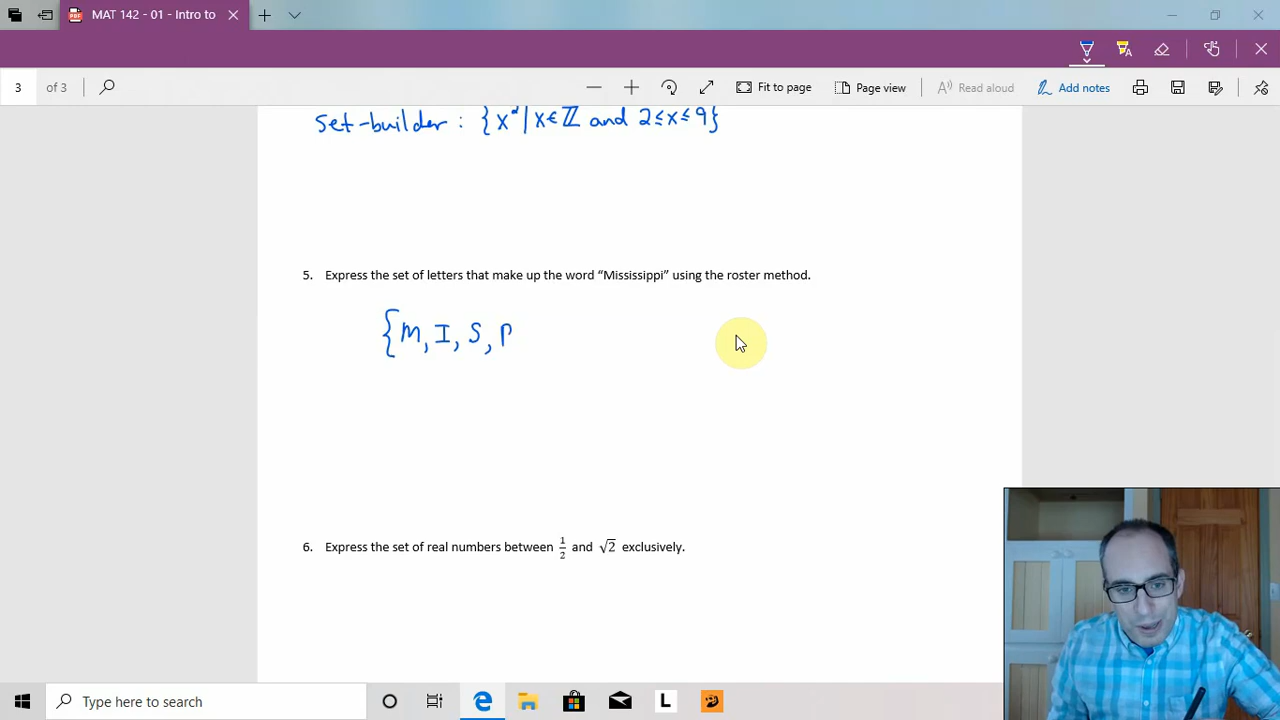 MAT 142 - 01 - Intro to
3 of 3
Fit to page
Page view
Read aloud
Add notes
Set-builder : {x² | x ∈ ℤ and 2 ≤ x ≤ 9}
5. Express the set of letters that make up the word “Mississippi” using the roster method.
{M, I, S, P
6. Express the set of real numbers between 1/2 and √2 exclusively.
Type here to search
L